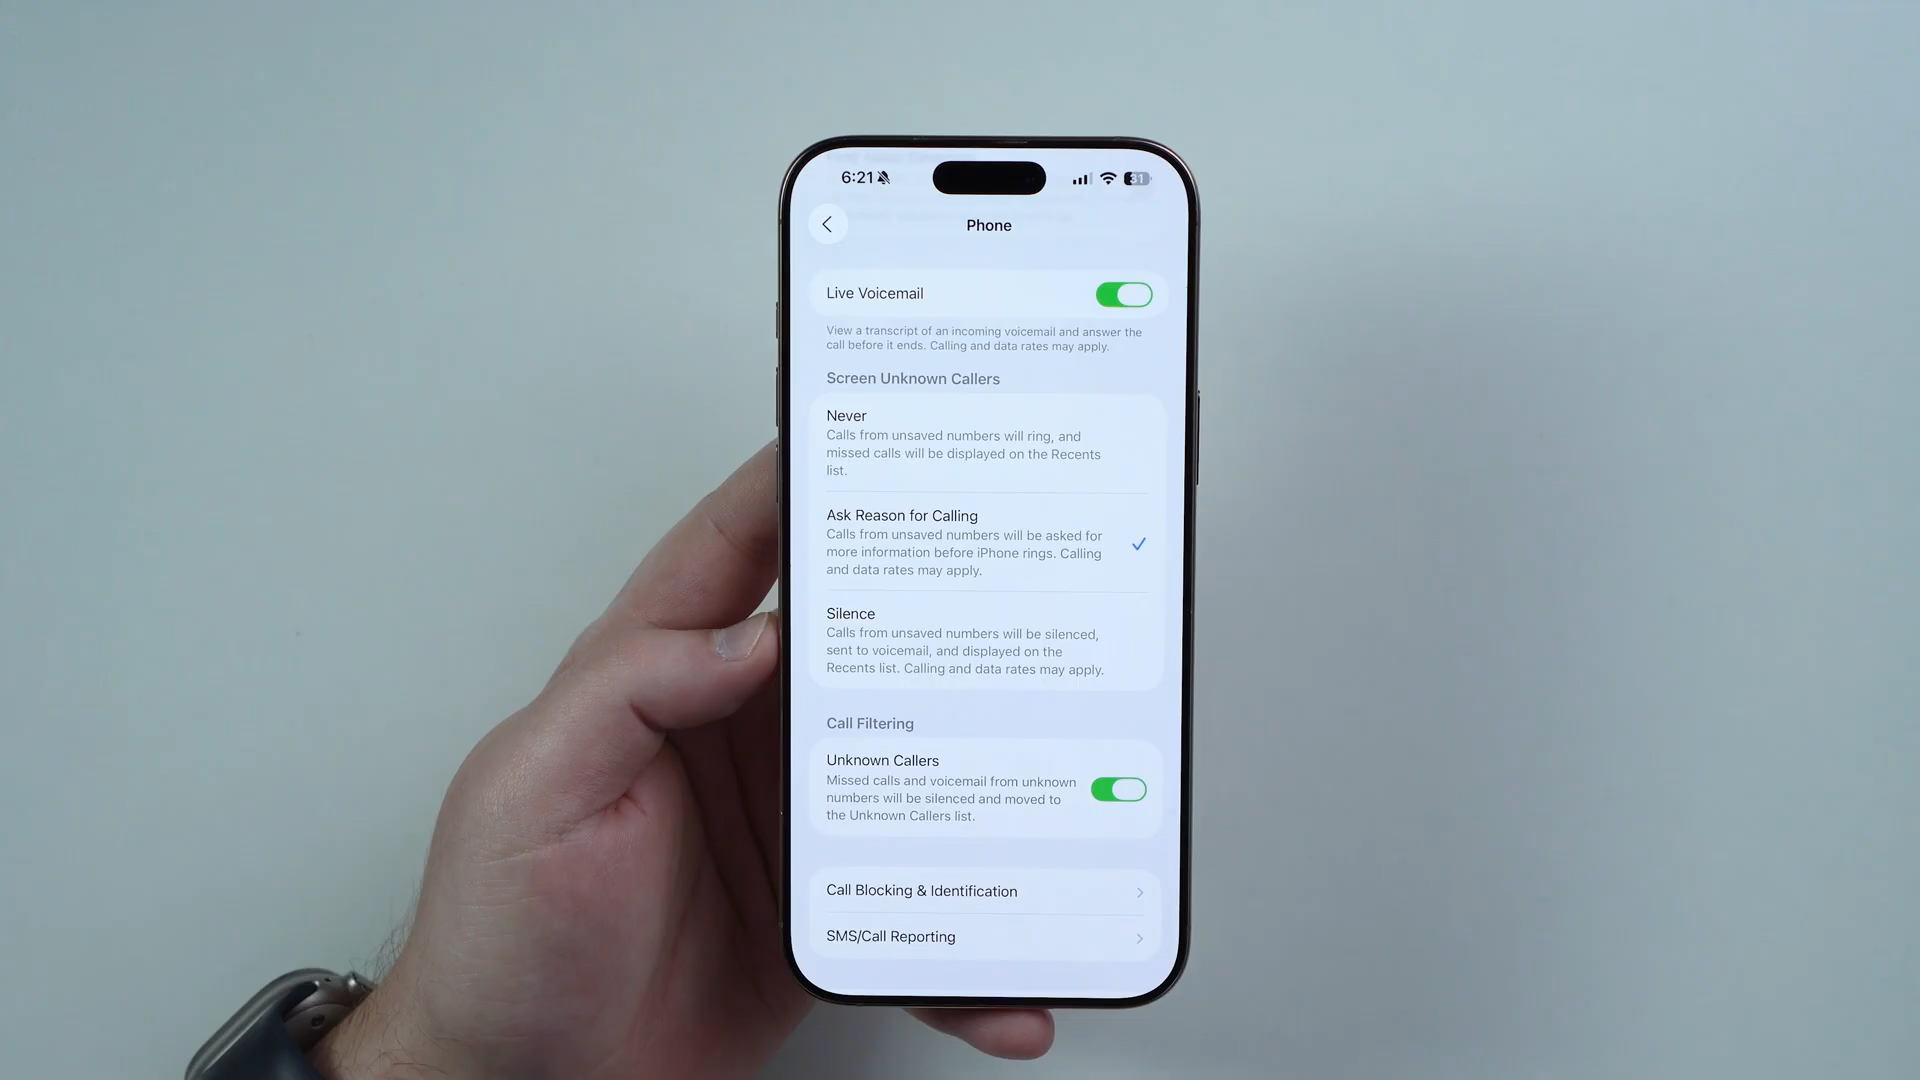 6:21
31
Phone
Live Voicemail
View a transcript of an incoming voicemail and answer the
call before it ends. Calling and data rates may apply.
Screen Unknown Callers
Never
Calls from unsaved numbers will ring, and
missed calls will be displayed on the Recents
list.
Ask Reason for Calling
Calls from unsaved numbers will be asked for
more information before iPhone rings. Calling
and data rates may apply.
Silence
Calls from unsaved numbers will be silenced,
sent to voicemail, and displayed on the
Recents list. Calling and data rates may apply.
Call Filtering
Unknown Callers
Missed calls and voicemail from unknown
numbers will be silenced and moved to
the Unknown Callers list.
Call Blocking & Identification
SMS/Call Reporting